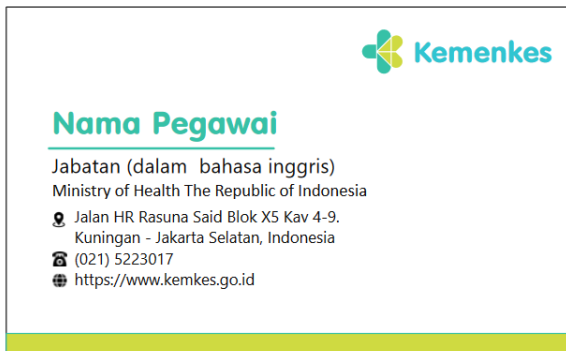 Kemenkes
Nama Pegawai
Jabatan (dalam  bahasa inggris)
Ministry of Health The Republic of Indonesia
Jalan HR Rasuna Said Blok X5 Kav 4-9.
Kuningan - Jakarta Selatan, Indonesia
(021) 5223017
https://www.kemkes.go.id